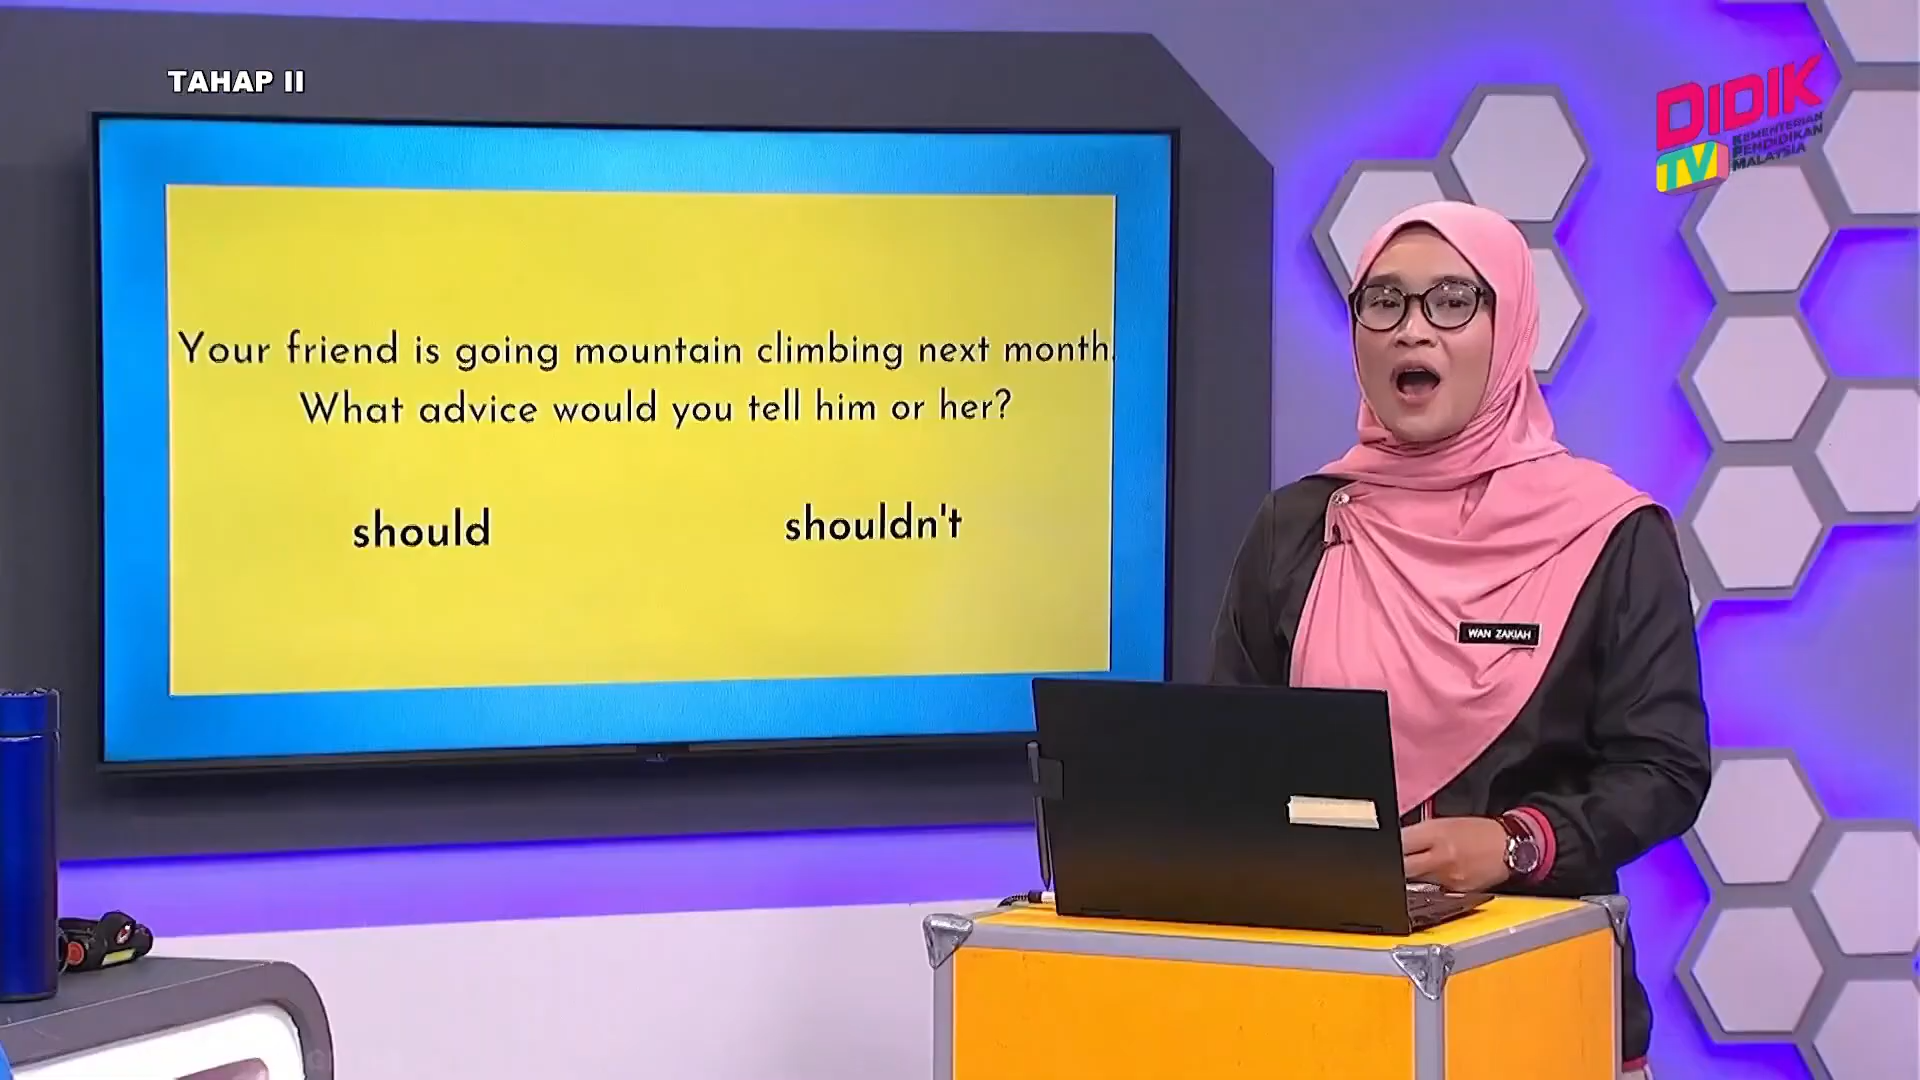 TAHAP II
DIDIK
TV
KEMENTERIAN
PENDIDIKAN
MALAYSIA
Your friend is going mountain climbing next month.
What advice would you tell him or her?
should
shouldn't
WAN ZAKIAH